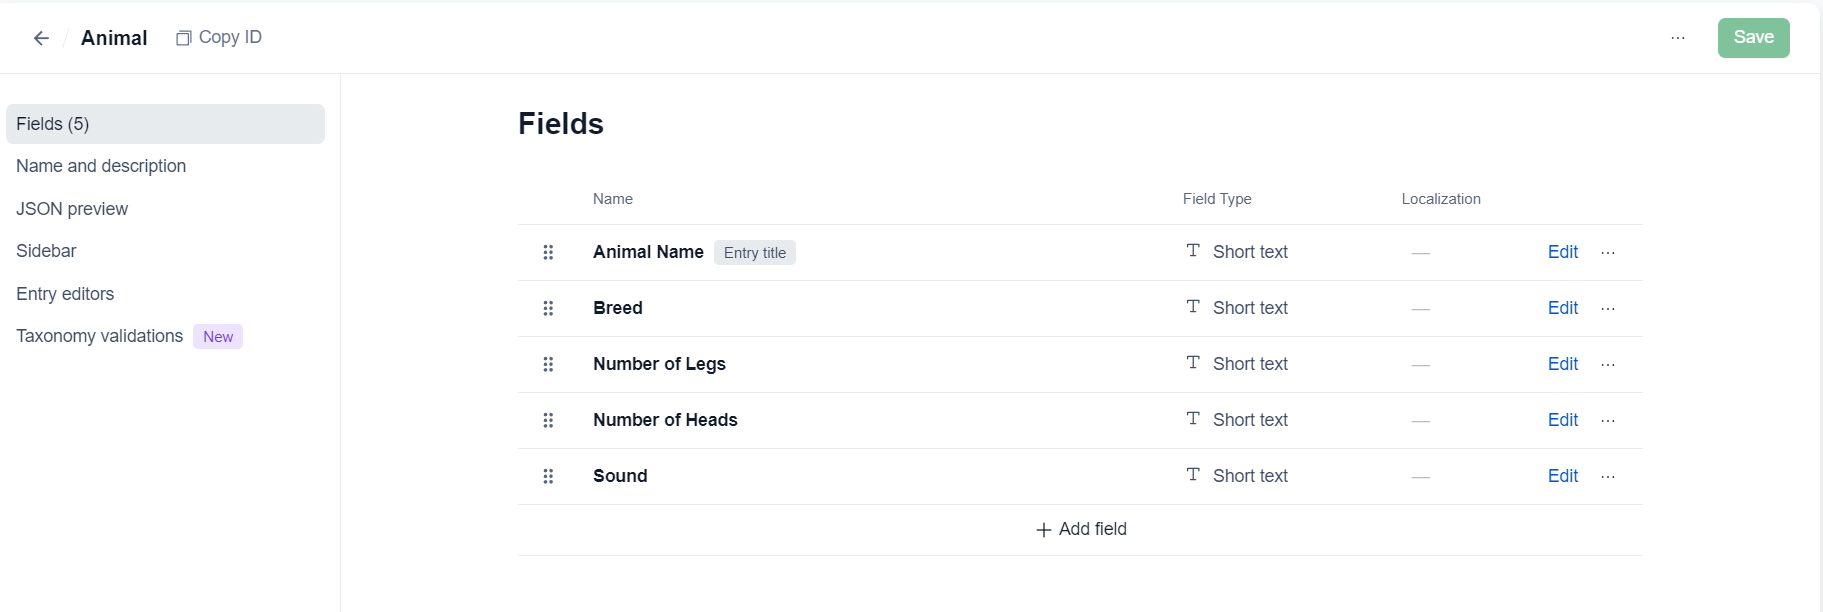 Animal Copy ID ... Save
Fields (5)
Name and description
JSON preview
Sidebar
Entry editors
Taxonomy validations New
Fields
Name Field Type Localization
Animal Name Entry title Short text — Edit ...
Breed Short text — Edit ...
Number of Legs Short text — Edit ...
Number of Heads Short text — Edit ...
Sound Short text — Edit ...
+ Add field